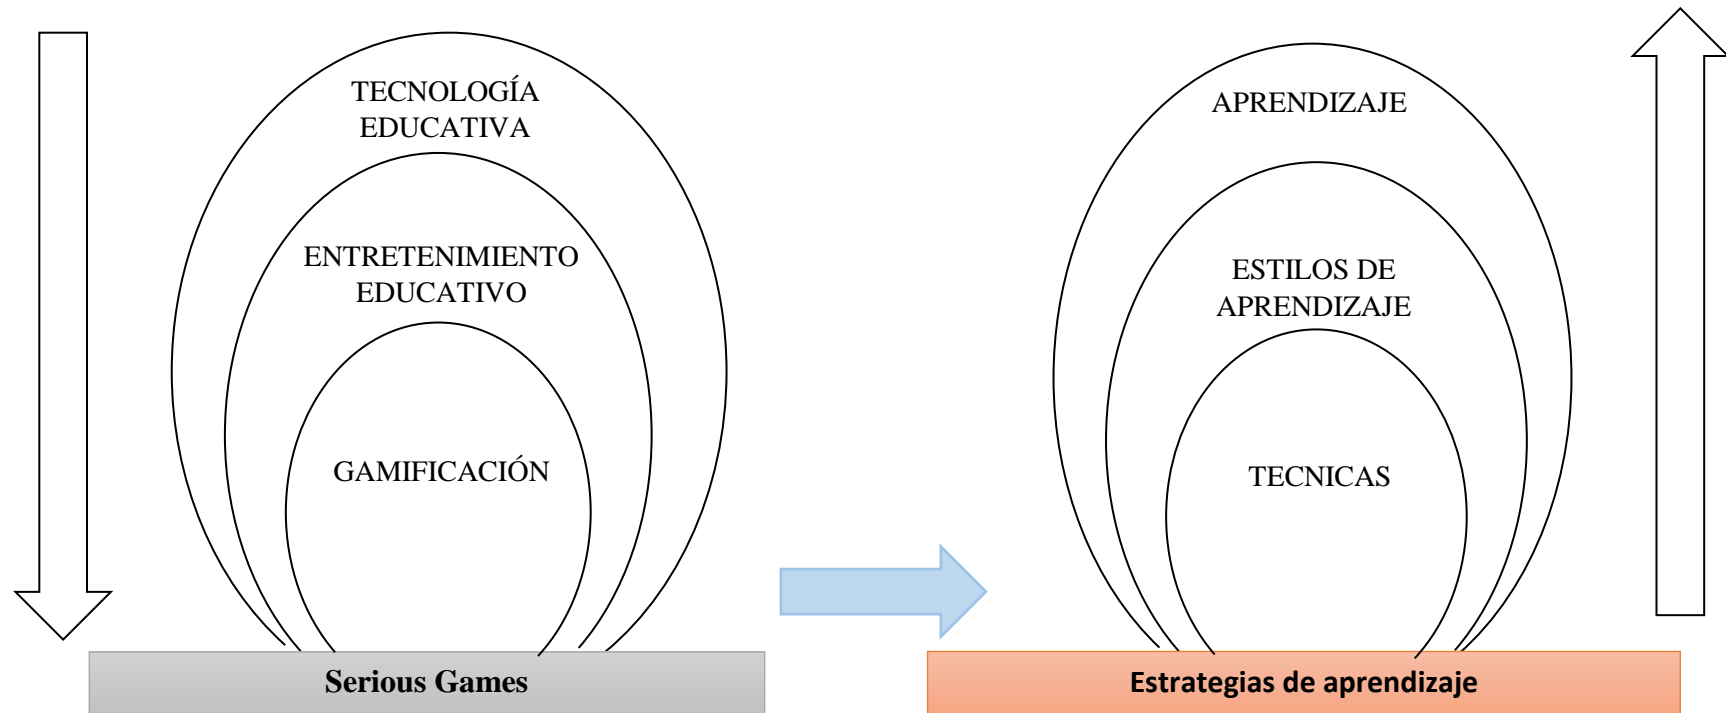 TECNOLOGÍA
EDUCATIVA
ENTRETENIMIENTO
EDUCATIVO
GAMIFICACIÓN
Serious Games
APRENDIZAJE
ESTILOS DE
APRENDIZAJE
TECNICAS
Estrategias de aprendizaje